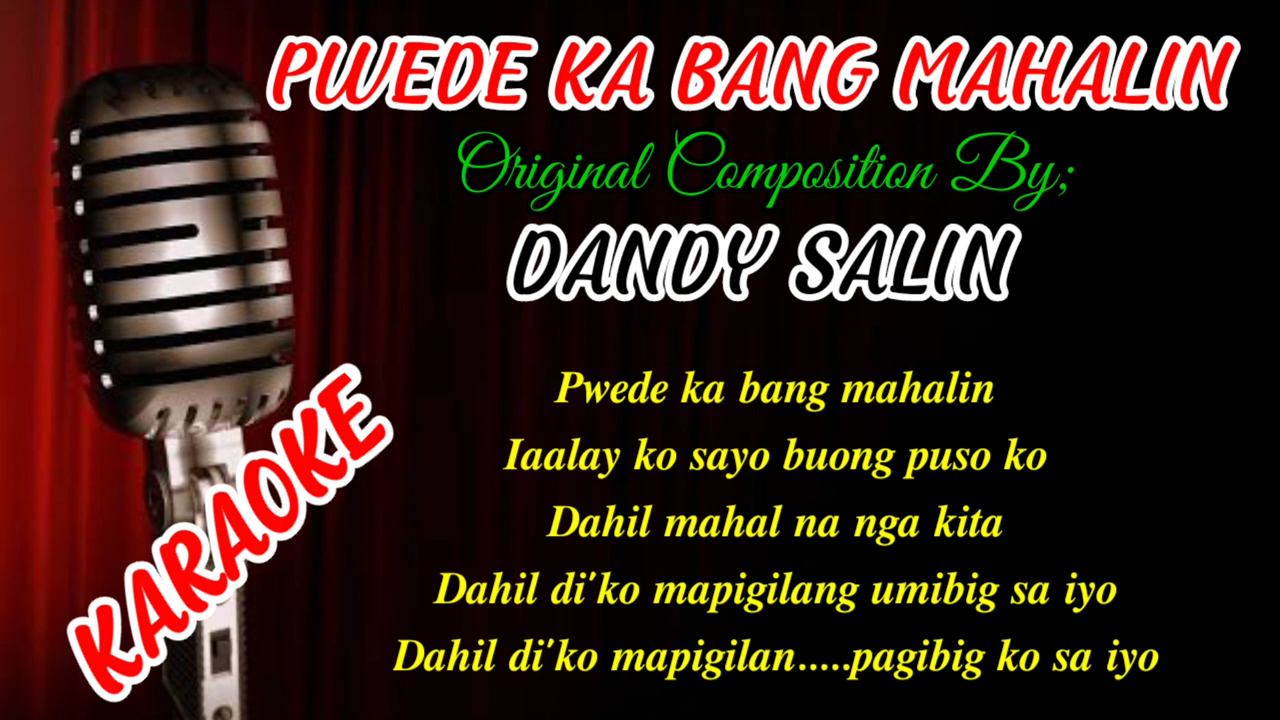 PWEDE KA BANG MAHALIN
Original Composition By;
DANDY SALIN
KARAOKE
Pwede ka bang mahalin
Iaalay ko sayo buong puso ko
Dahil mahal na nga kita
Dahil di'ko mapigilang umibig sa iyo
Dahil di'ko mapigilan.....pagibig ko sa iyo